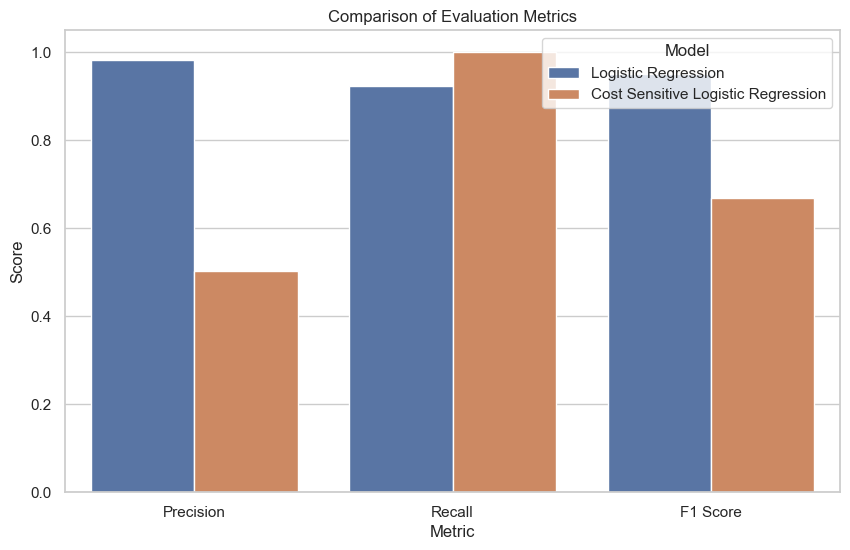 Comparison of Evaluation Metrics
Model
Logistic Regression
Cost Sensitive Logistic Regression
1.0
0.8
0.6
0.4
0.2
0.0
Score
Precision
Recall
F1 Score
Metric